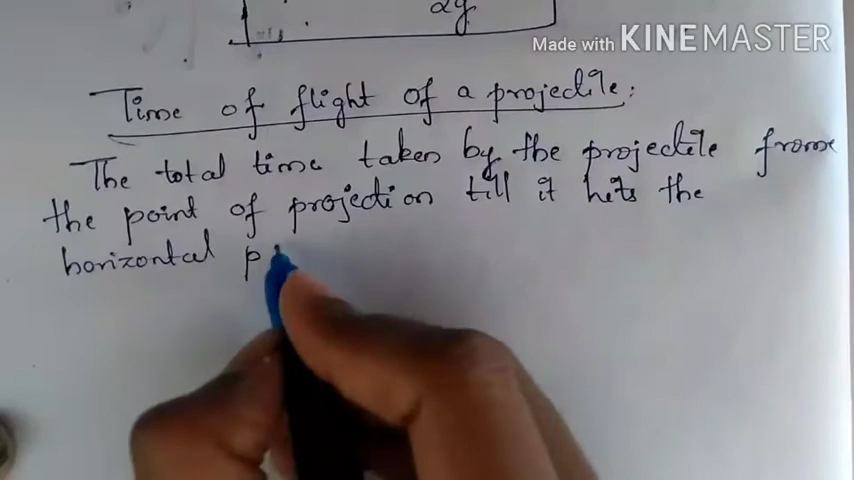 2g
Made with KINEMASTER
Time of flight of a projectile:
The total time taken by the projectile from
the point of projection till it hits the
horizontal p